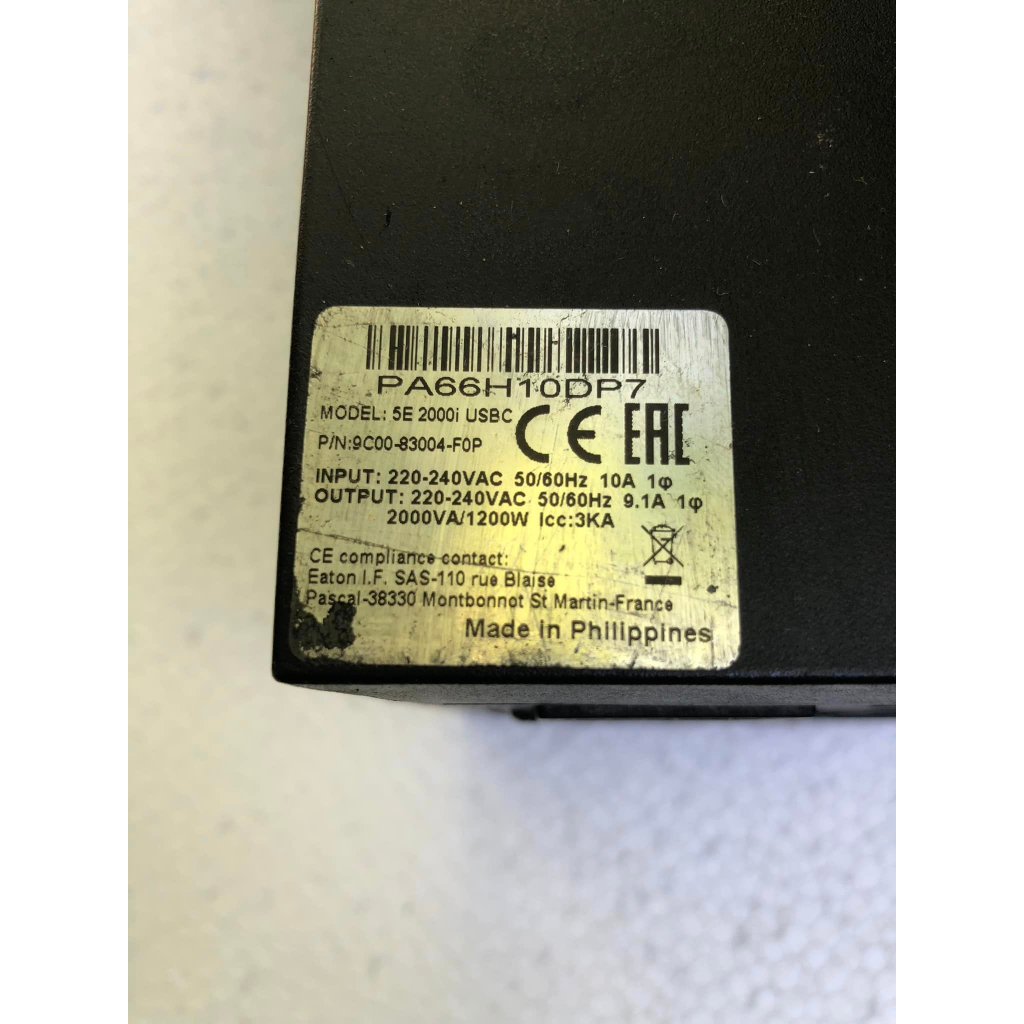 PA66H10DP7
MODEL: 5E 2000i USBC
P/N:9C00-83004-F0P
CE EAC
INPUT: 220-240VAC 50/60Hz 10A 1φ
OUTPUT: 220-240VAC 50/60Hz 9.1A 1φ
2000VA/1200W Icc:3KA
CE compliance contact:
Eaton I.F. SAS-110 rue Blaise
Pascal-38330 Montbonnot St Martin-France
Made in Philippines